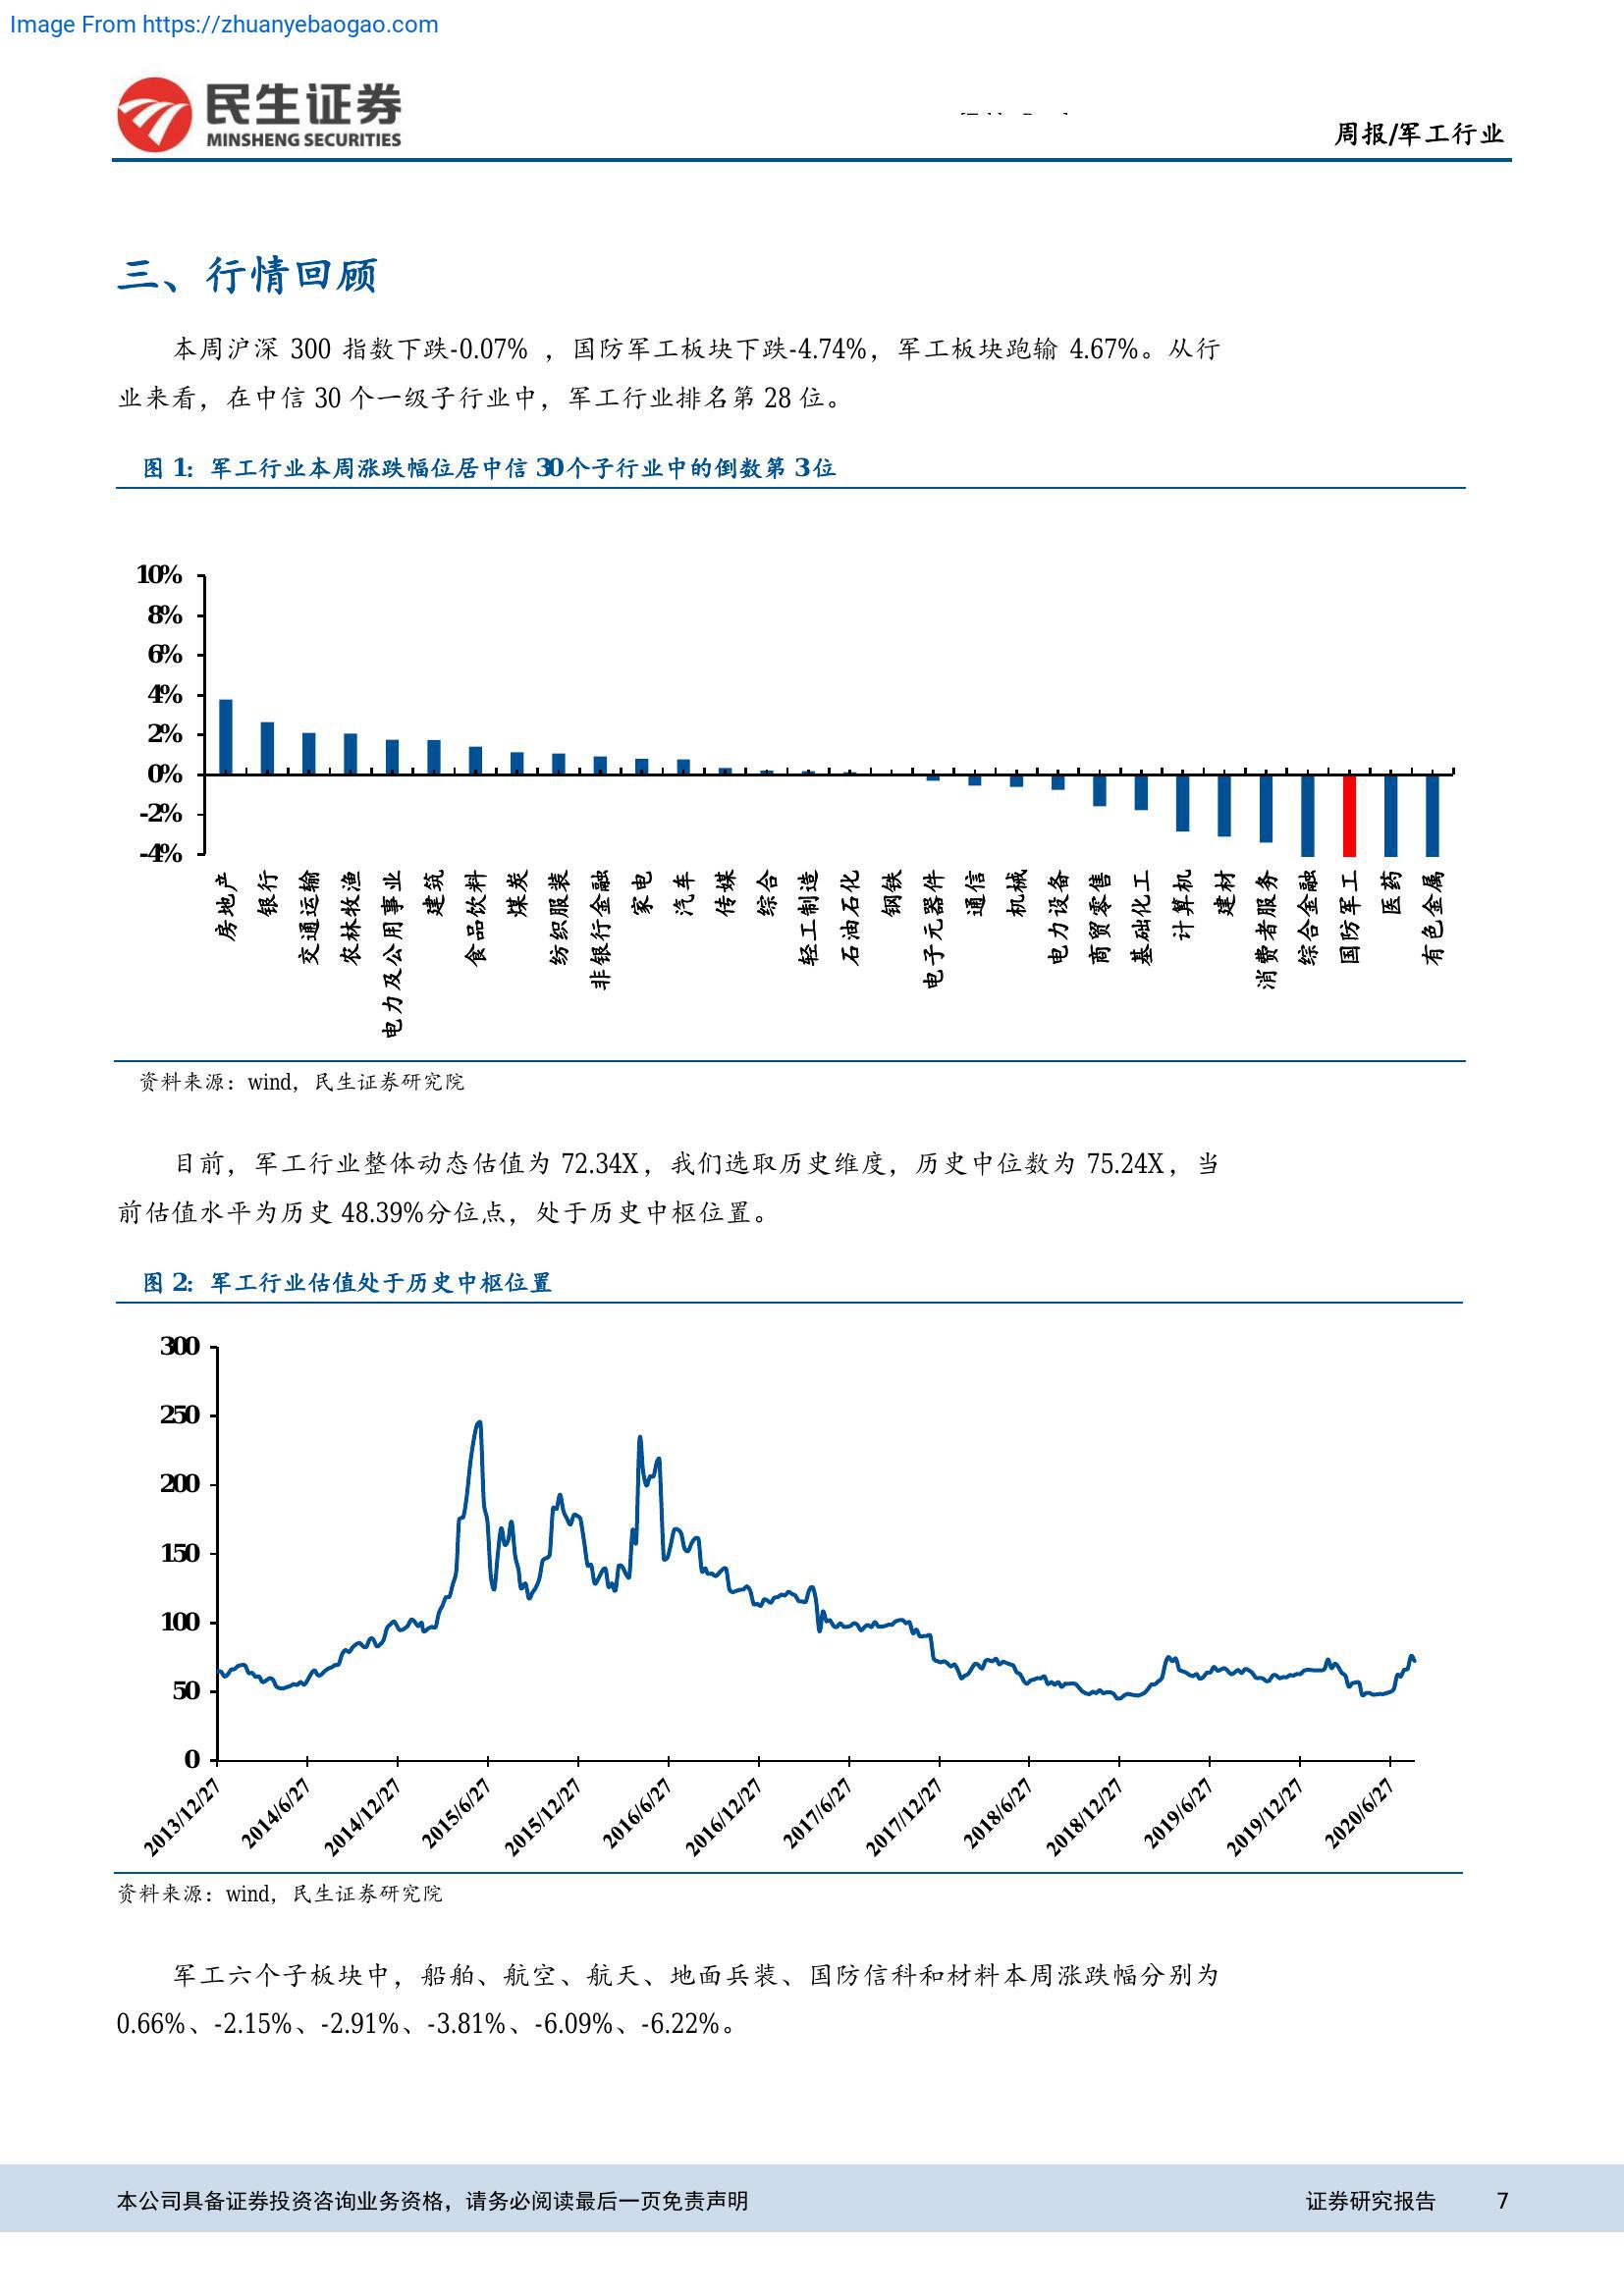 Image From https://zhuanyebaogao.com
民生证券
MINSHENG SECURITIES
周报/军工行业
三、行情回顾
本周沪深 300 指数下跌-0.07% ，国防军工板块下跌-4.74%，军工板块跑输 4.67%。从行
业来看，在中信 30 个一级子行业中，军工行业排名第 28 位。
图 1：军工行业本周涨跌幅位居中信 30 个子行业中的倒数第 3 位
10%
8%
6%
4%
2%
0%
-2%
-4%
房地产
银行
交通运输
农林牧渔
电力及公用事业
建筑
食品饮料
煤炭
纺织服装
非银行金融
家电
汽车
传媒
综合
轻工制造
石油石化
钢铁
电子元器件
通信
机械
电力设备
商贸零售
基础化工
计算机
建材
消费者服务
综合金融
国防军工
医药
有色金属
资料来源：wind，民生证券研究院
目前，军工行业整体动态估值为 72.34X，我们选取历史维度，历史中位数为 75.24X，当
前估值水平为历史 48.39%分位点，处于历史中枢位置。
图 2：军工行业估值处于历史中枢位置
300
250
200
150
100
50
0
2013/12/27
2014/6/27
2014/12/27
2015/6/27
2015/12/27
2016/6/27
2016/12/27
2017/6/27
2017/12/27
2018/6/27
2018/12/27
2019/6/27
2019/12/27
2020/6/27
资料来源：wind，民生证券研究院
军工六个子板块中，船舶、航空、航天、地面兵装、国防信科和材料本周涨跌幅分别为
0.66%、-2.15%、-2.91%、-3.81%、-6.09%、-6.22%。
本公司具备证券投资咨询业务资格，请务必阅读最后一页免责声明
证券研究报告
7